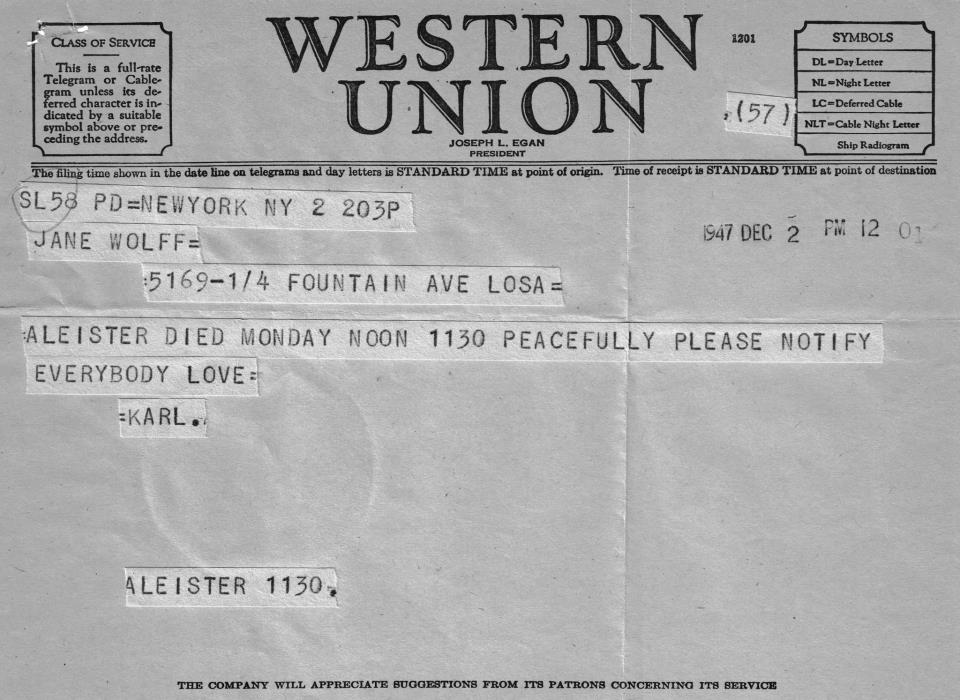 CLASS OF SERVICE
This is a full-rate
Telegram or Cable-
gram unless its de-
ferred character is in-
dicated by a suitable
symbol above or pre-
ceding the address.
WESTERN
UNION
JOSEPH L. EGAN
PRESIDENT
1201
(57)
SYMBOLS
DL=Day Letter
NL=Night Letter
LC=Deferred Cable
NLT=Cable Night Letter
Ship Radiogram
The filing time shown in the date line on telegrams and day letters is STANDARD TIME at point of origin. Time of receipt is STANDARD TIME at point of destination
SL58 PD=NEWYORK NY 2 203P
1947 DEC 2 PM 12 01
JANE WOLFF=
:5169-1/4 FOUNTAIN AVE LOSA=
:ALEISTER DIED MONDAY NOON 1130 PEACEFULLY PLEASE NOTIFY
EVERYBODY LOVE=
=KARL.
ALEISTER 1130.
THE COMPANY WILL APPRECIATE SUGGESTIONS FROM ITS PATRONS CONCERNING ITS SERVICE